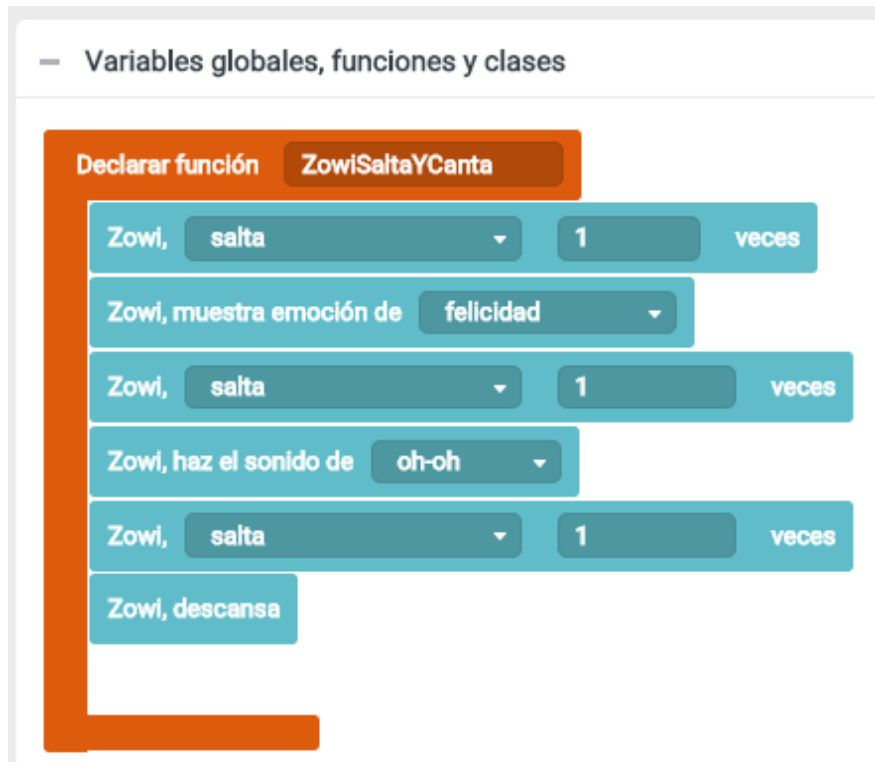 Variables globales, funciones y clases
Declarar función ZowiSaltaYCanta
Zowi, salta 1 veces
Zowi, muestra emoción de felicidad
Zowi, salta 1 veces
Zowi, haz el sonido de oh-oh
Zowi, salta 1 veces
Zowi, descansa